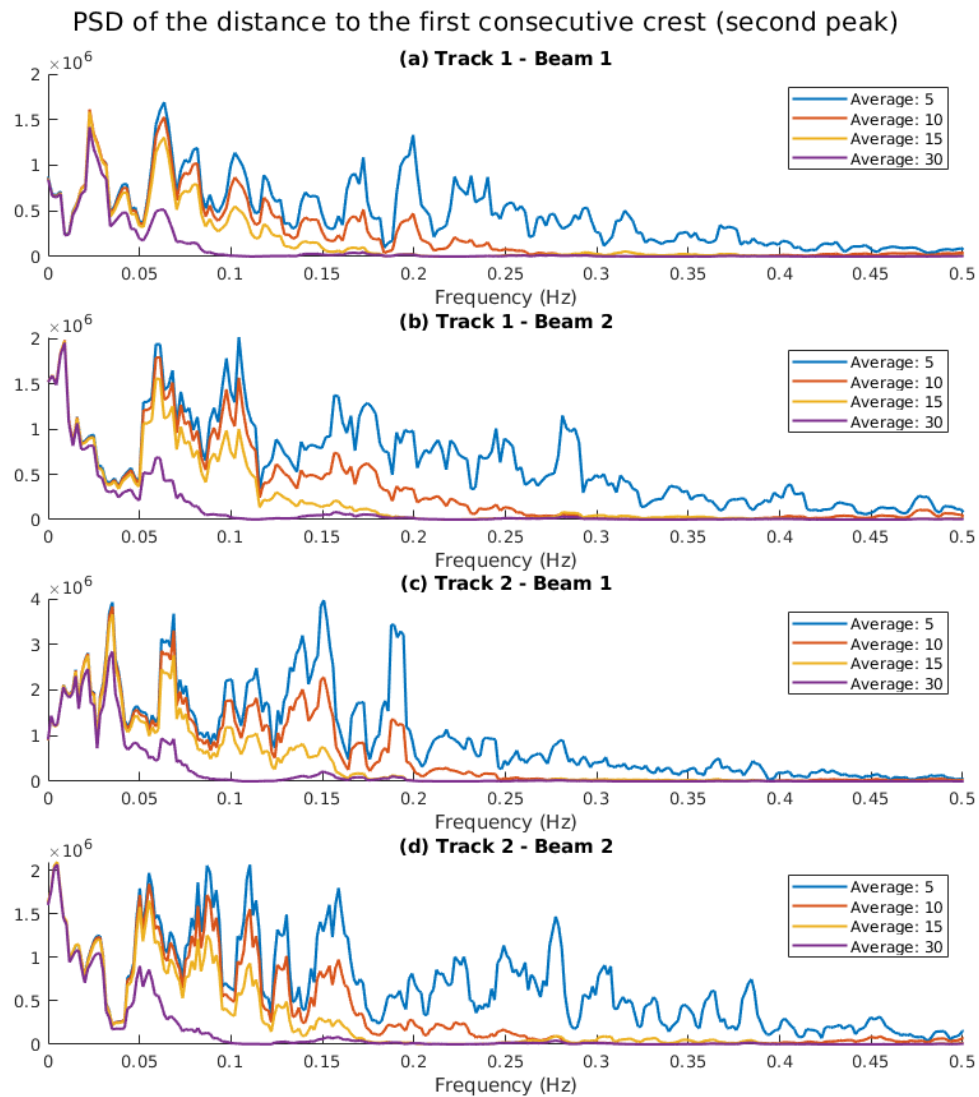 PSD of the distance to the first consecutive crest (second peak)
(a) Track 1 - Beam 1
×10⁶
2
1.5
1
0.5
0
0 0.05 0.1 0.15 0.2 0.25 0.3 0.35 0.4 0.45 0.5
Frequency (Hz)
Average: 5
Average: 10
Average: 15
Average: 30
(b) Track 1 - Beam 2
×10⁶
2
1.5
1
0.5
0
0 0.05 0.1 0.15 0.2 0.25 0.3 0.35 0.4 0.45 0.5
Frequency (Hz)
Average: 5
Average: 10
Average: 15
Average: 30
(c) Track 2 - Beam 1
×10⁶
4
3
2
1
0
0 0.05 0.1 0.15 0.2 0.25 0.3 0.35 0.4 0.45 0.5
Frequency (Hz)
Average: 5
Average: 10
Average: 15
Average: 30
(d) Track 2 - Beam 2
×10⁶
2
1.5
1
0.5
0
0 0.05 0.1 0.15 0.2 0.25 0.3 0.35 0.4 0.45 0.5
Frequency (Hz)
Average: 5
Average: 10
Average: 15
Average: 30